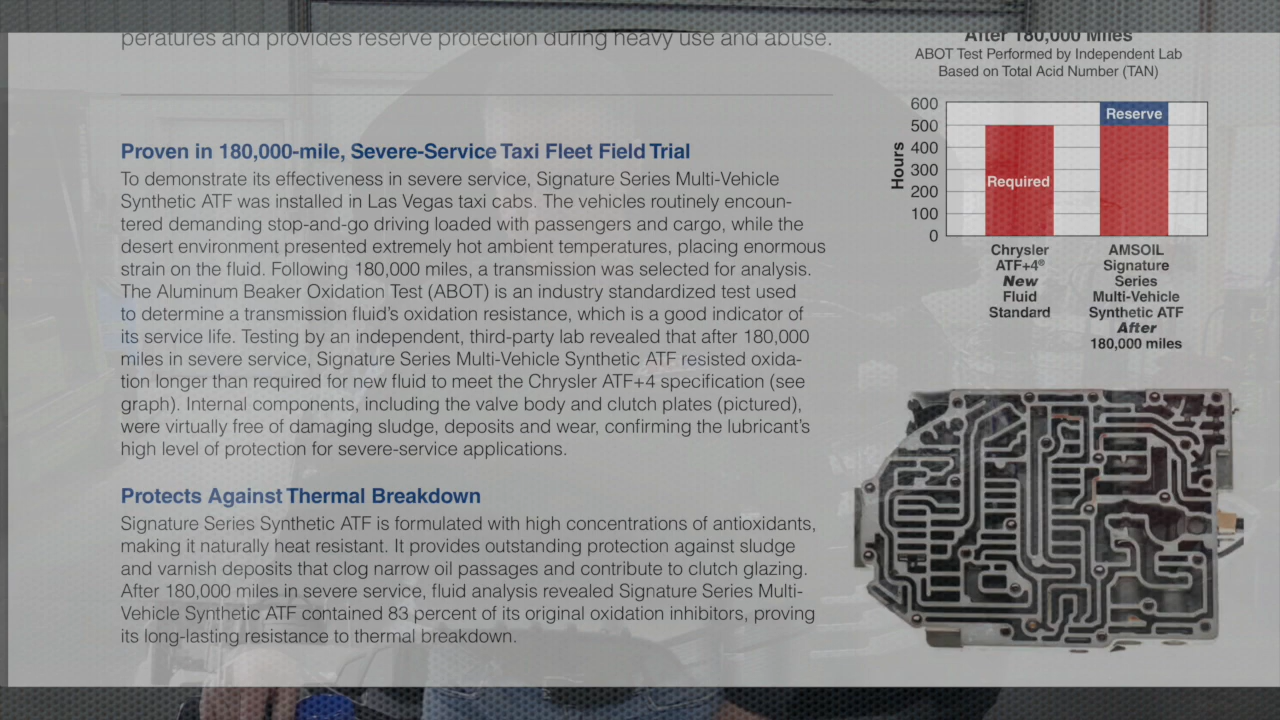 peratures and provides reserve protection during heavy use and abuse.
Proven in 180,000-mile, Severe-Service Taxi Fleet Field Trial
To demonstrate its effectiveness in severe service, Signature Series Multi-Vehicle
Synthetic ATF was installed in Las Vegas taxi cabs. The vehicles routinely encoun-
tered demanding stop-and-go driving loaded with passengers and cargo, while the
desert environment presented extremely hot ambient temperatures, placing enormous
strain on the fluid. Following 180,000 miles, a transmission was selected for analysis.
The Aluminum Beaker Oxidation Test (ABOT) is an industry standardized test used
to determine a transmission fluid's oxidation resistance, which is a good indicator of
its service life. Testing by an independent, third-party lab revealed that after 180,000
miles in severe service, Signature Series Multi-Vehicle Synthetic ATF resisted oxida-
tion longer than required for new fluid to meet the Chrysler ATF+4 specification (see
graph). Internal components, including the valve body and clutch plates (pictured),
were virtually free of damaging sludge, deposits and wear, confirming the lubricant's
high level of protection for severe-service applications.
Protects Against Thermal Breakdown
Signature Series Synthetic ATF is formulated with high concentrations of antioxidants,
making it naturally heat resistant. It provides outstanding protection against sludge
and varnish deposits that clog narrow oil passages and contribute to clutch glazing.
After 180,000 miles in severe service, fluid analysis revealed Signature Series Multi-
Vehicle Synthetic ATF contained 83 percent of its original oxidation inhibitors, proving
its long-lasting resistance to thermal breakdown.
After 180,000 Miles
ABOT Test Performed by Independent Lab
Based on Total Acid Number (TAN)
Hours
600
500
400
300
200
100
0
Required
Reserve
Chrysler
ATF+4®
New
Fluid
Standard
AMSOIL
Signature
Series
Multi-Vehicle
Synthetic ATF
After
180,000 miles